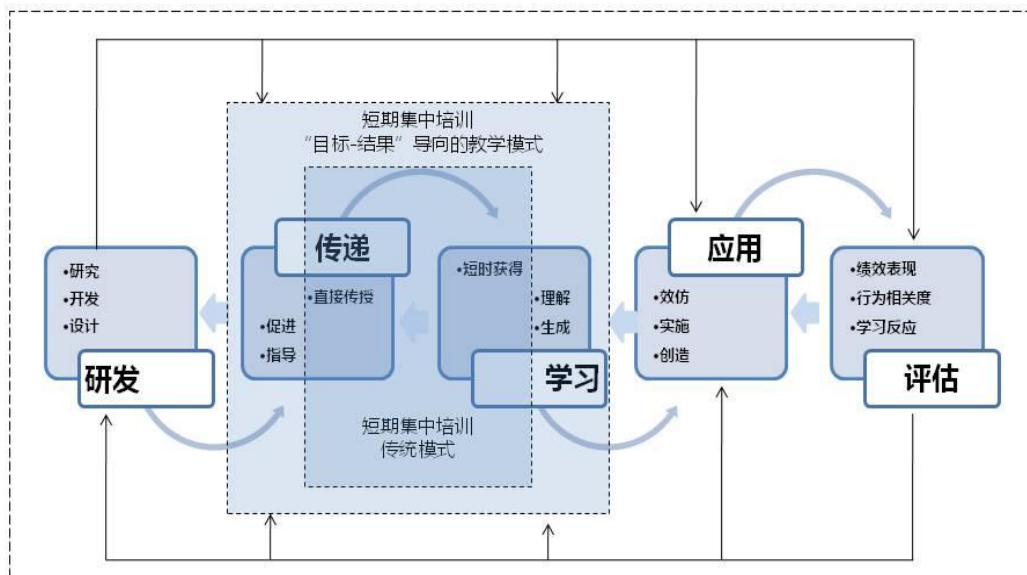 短期集中培训
“目标-结果”导向的教学模式
•研究
•开发
•设计
研发
传递
•直接传授
•促进
•指导
•短时获得
•理解
•生成
学习
短期集中培训
传统模式
应用
•效仿
•实施
•创造
•绩效表现
•行为相关度
•学习反应
评估